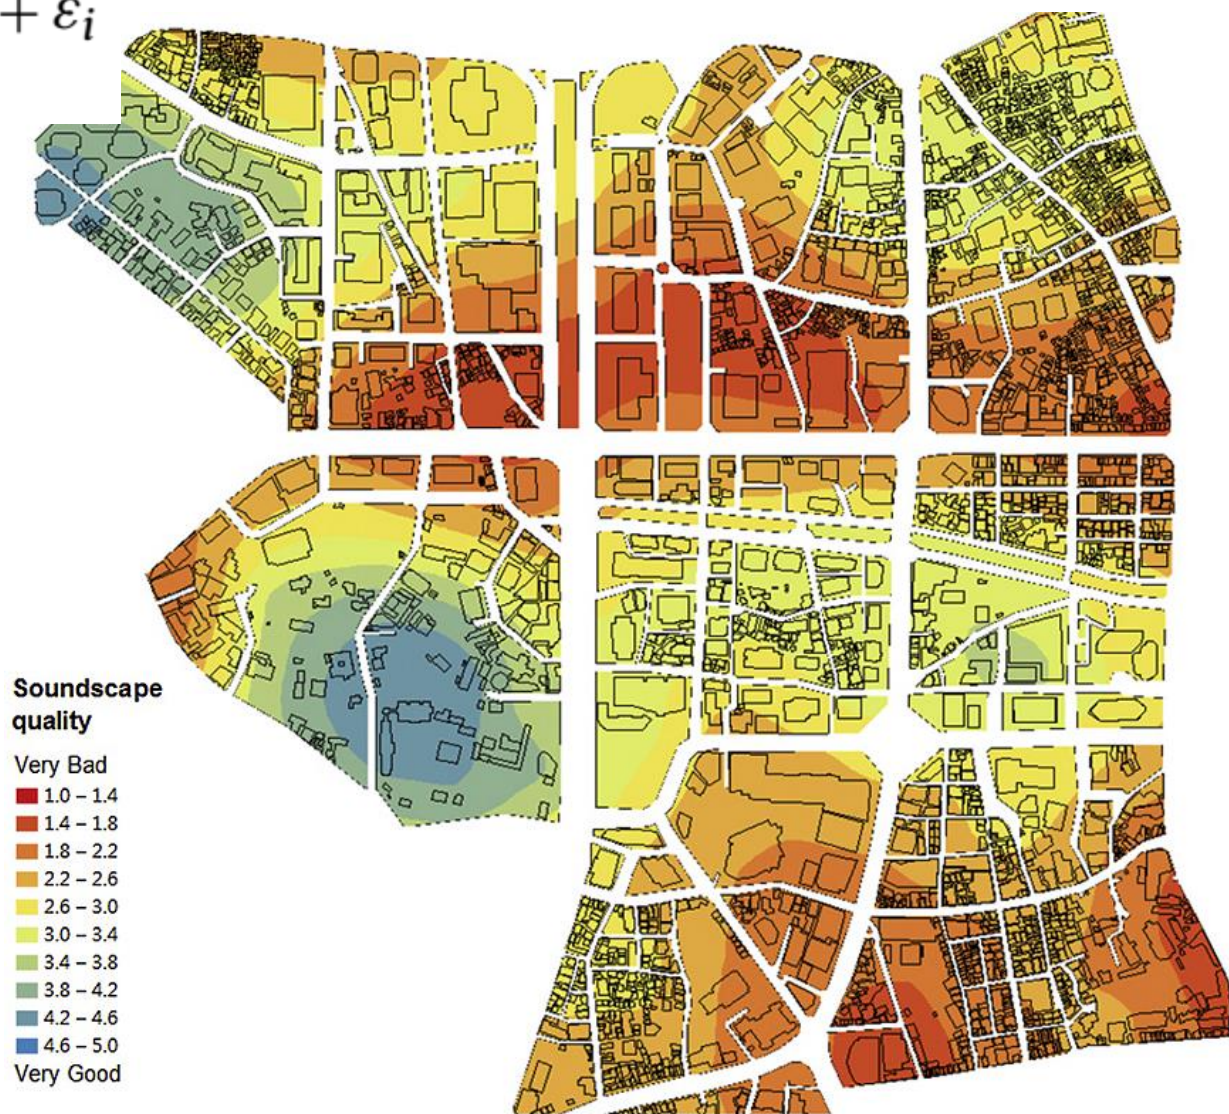 + εᵢ
Soundscape
quality
Very Bad
1.0 – 1.4
1.4 – 1.8
1.8 – 2.2
2.2 – 2.6
2.6 – 3.0
3.0 – 3.4
3.4 – 3.8
3.8 – 4.2
4.2 – 4.6
4.6 – 5.0
Very Good